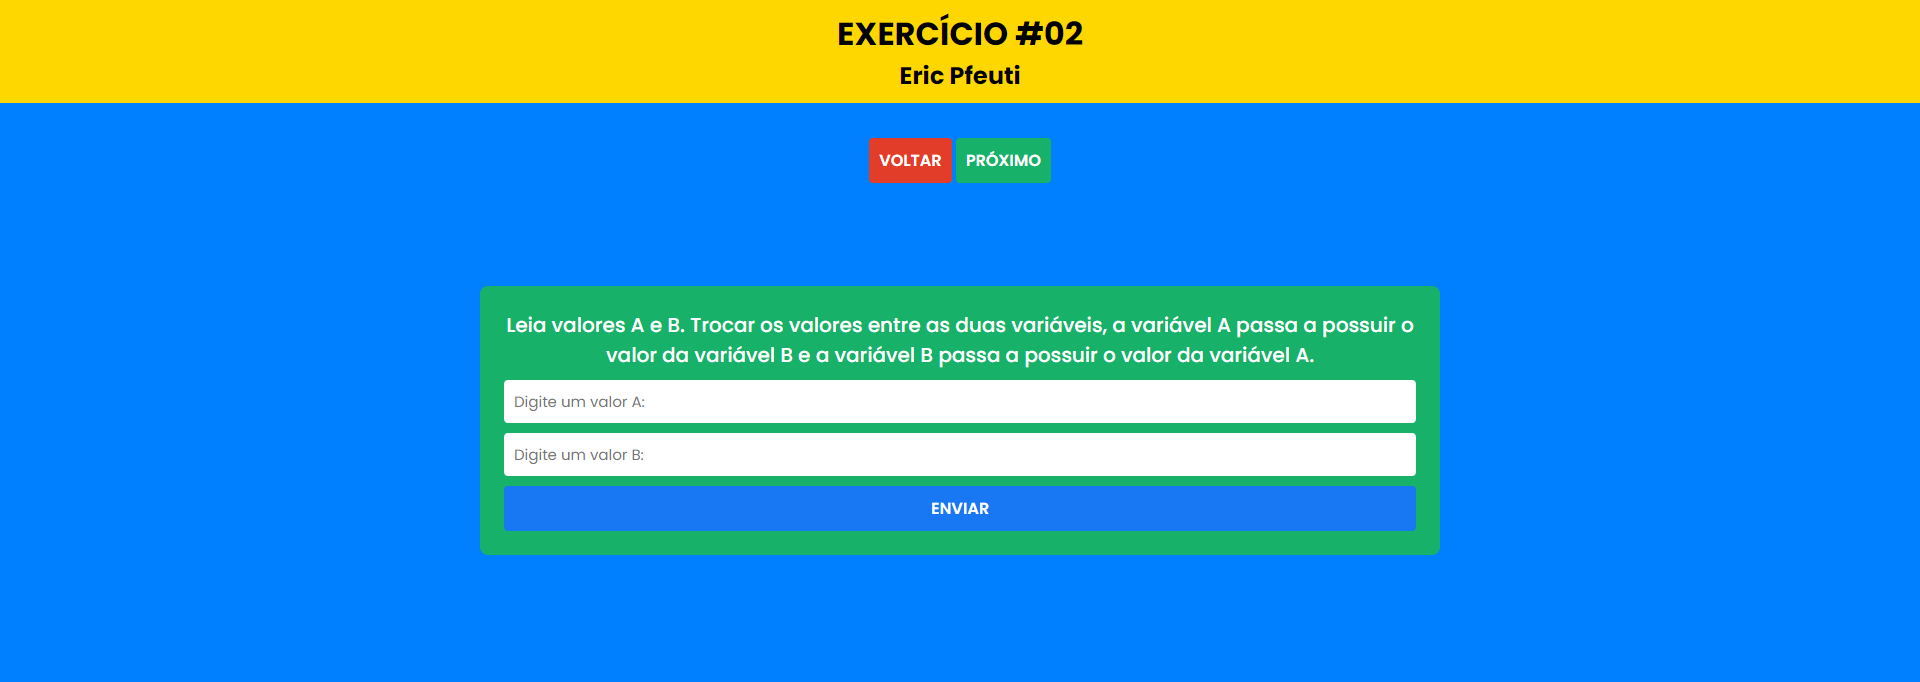 EXERCÍCIO #02
Eric Pfeuti
VOLTAR PRÓXIMO
Leia valores A e B. Trocar os valores entre as duas variáveis, a variável A passa a possuir o
valor da variável B e a variável B passa a possuir o valor da variável A.
Digite um valor A:
Digite um valor B:
ENVIAR